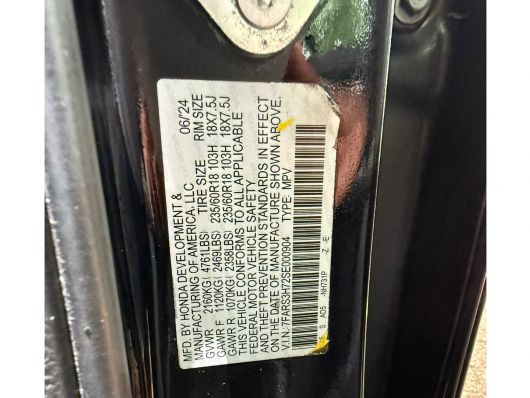 MFD. BY HONDA DEVELOPMENT & 06/'24
MANUFACTURING OF AMERICA, LLC
TIRE SIZE RIM SIZE
GVWR 2160KG( 4761LBS)
GAWR F 1120KG( 2469LBS) 235/60R18 103H 18X7.5J
GAWR R 1070KG( 2358LBS) 235/60R18 103H 18X7.5J
THIS VEHICLE CONFORMS TO ALL APPLICABLE
FEDERAL MOTOR VEHICLE SAFETY
AND THEFT PREVENTION STANDARDS IN EFFECT
ON THE DATE OF MANUFACTURE SHOWN ABOVE.
V.I.N: 7FARS3H72SE000904 TYPE: MPV
S A05 -NH731P -Z -E